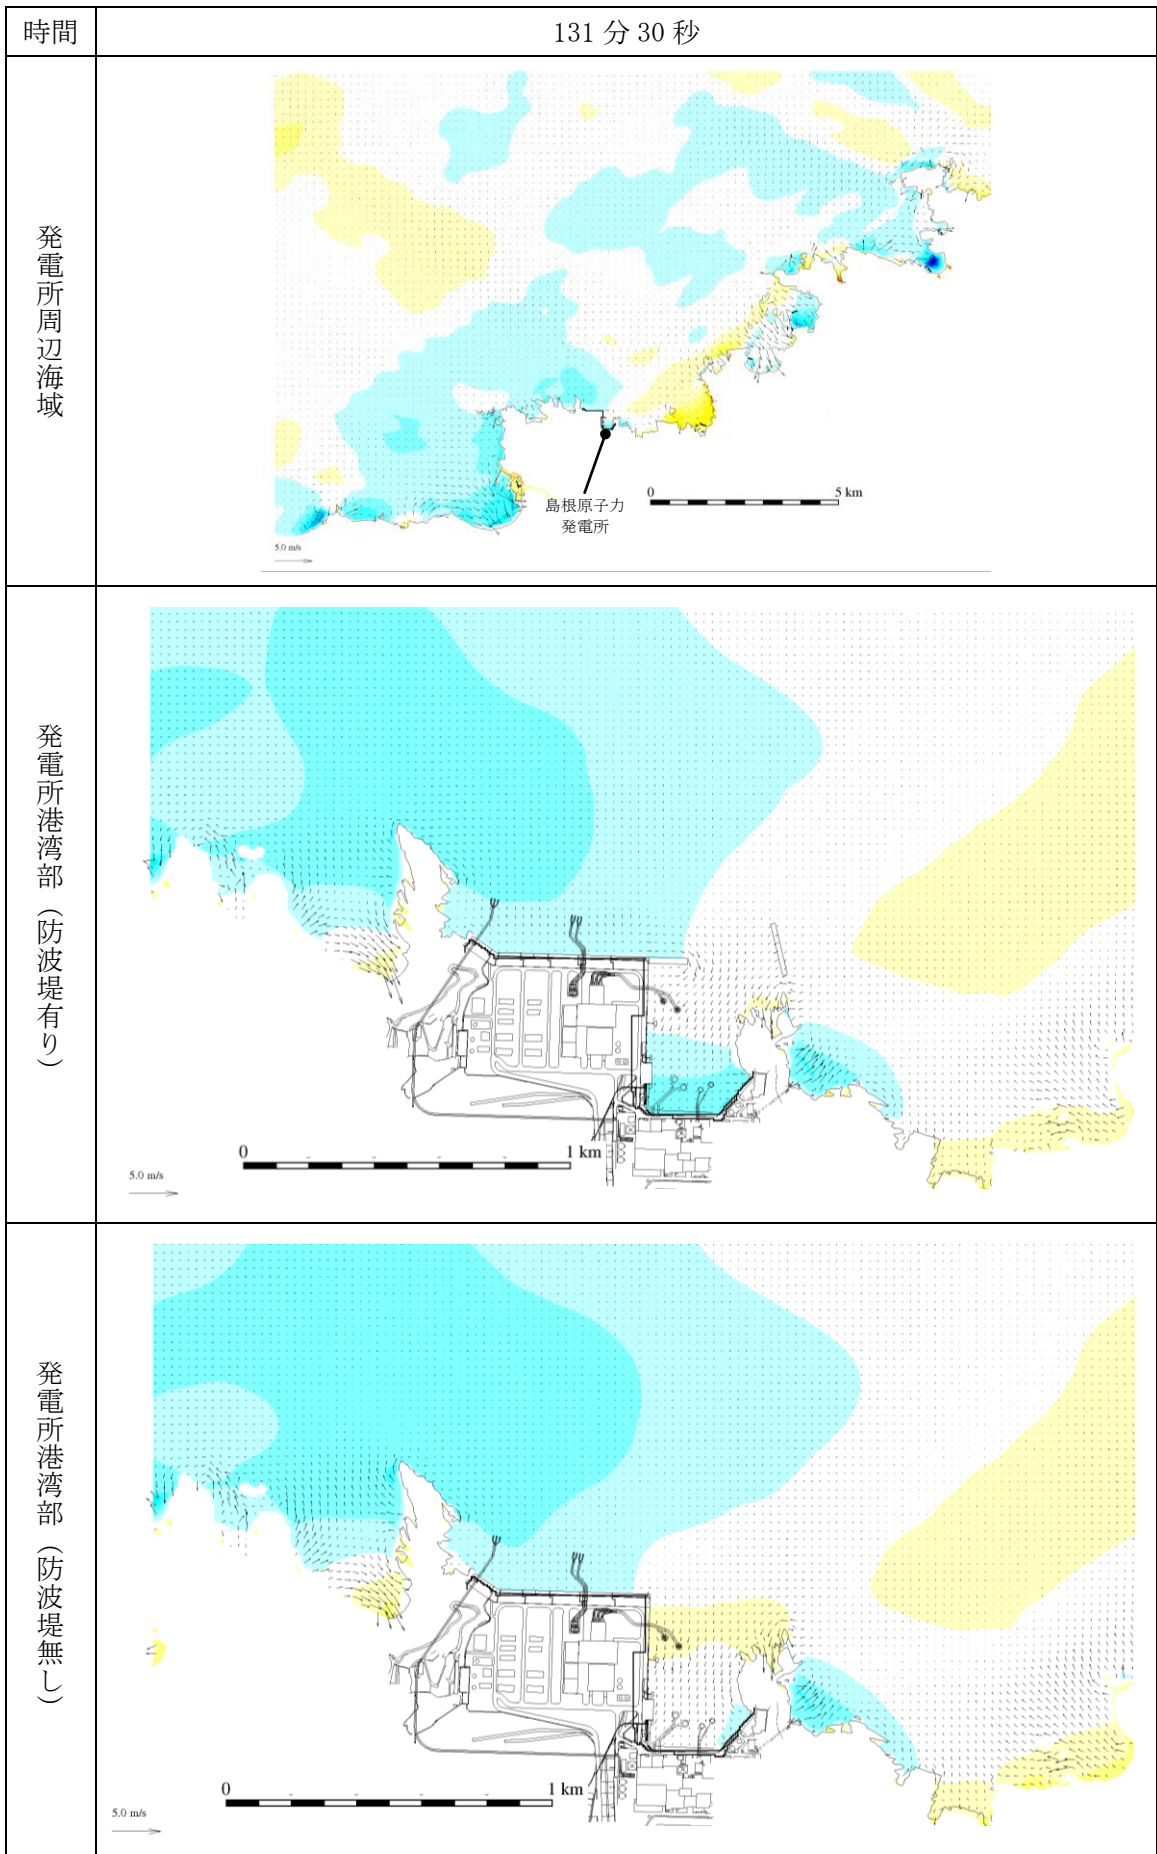 時間
131 分 30 秒
発電所周辺海域
島根原子力
発電所
0
5 km
5.0 m/s
発電所港湾部（防波堤有り）
0
1 km
5.0 m/s
発電所港湾部（防波堤無し）
0
1 km
5.0 m/s